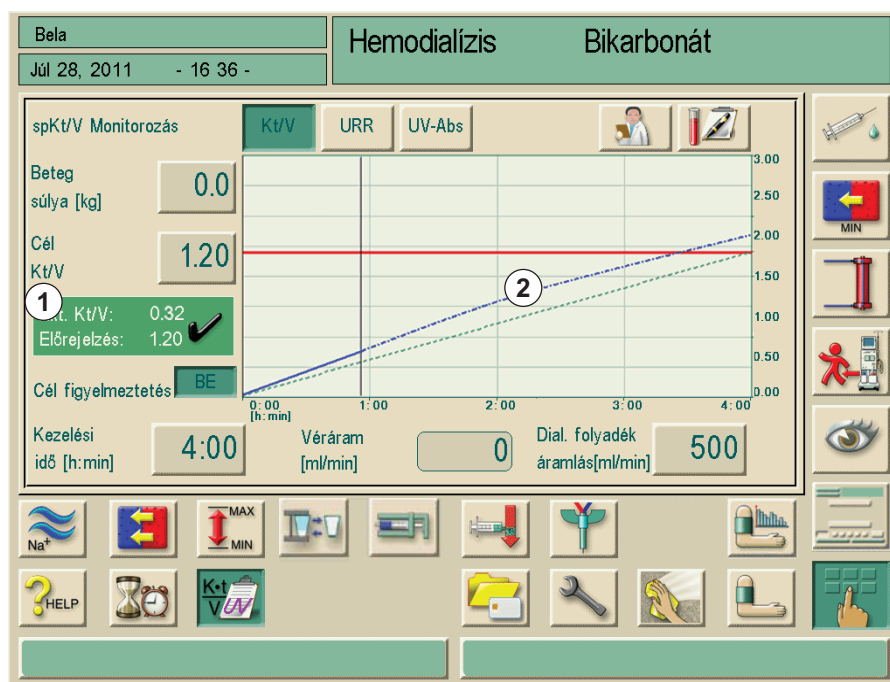 Bela
Hemodialízis Bikarbonát
Júl 28, 2011 - 16 36 -
spKt/V Monitorozás
Kt/V URR UV-Abs
Beteg
súlya [kg]
0.0
Cél
Kt/V
1.20
1
Kt/V: 0.32
Előrejelzés: 1.20
Cél figyelmeztetés BE
2
3.00
2.50
2.00
1.50
1.00
0.50
0.00
0:00 1:00 2:00 3:00 4:00
[h:min]
Kezelési
idő [h:min]
4:00
Véráram
[ml/min]
0
Dial. folyadék
áramlás[ml/min]
500
MIN
Na+
MAX
MIN
HELP
K•t
V UV